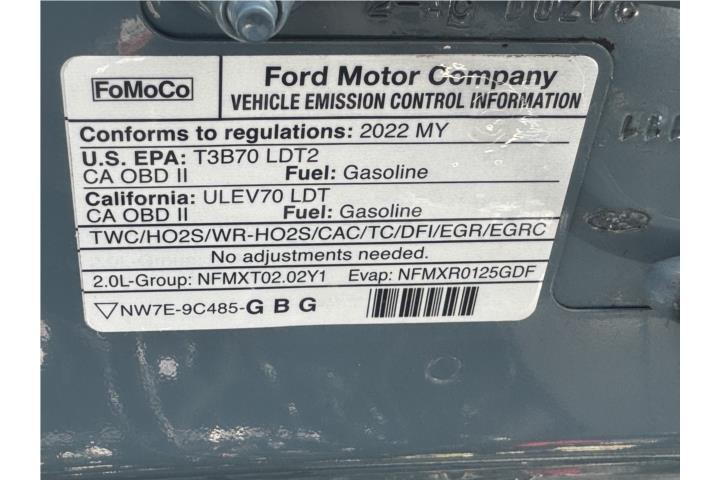 FoMoCo
Ford Motor Company
VEHICLE EMISSION CONTROL INFORMATION
Conforms to regulations: 2022 MY
U.S. EPA: T3B70 LDT2
CA OBD II Fuel: Gasoline
California: ULEV70 LDT
CA OBD II Fuel: Gasoline
TWC/HO2S/WR-HO2S/CAC/TC/DFI/EGR/EGRC
No adjustments needed.
2.0L-Group: NFMXT02.02Y1 Evap: NFMXR0125GDF
NW7E-9C485-G B G